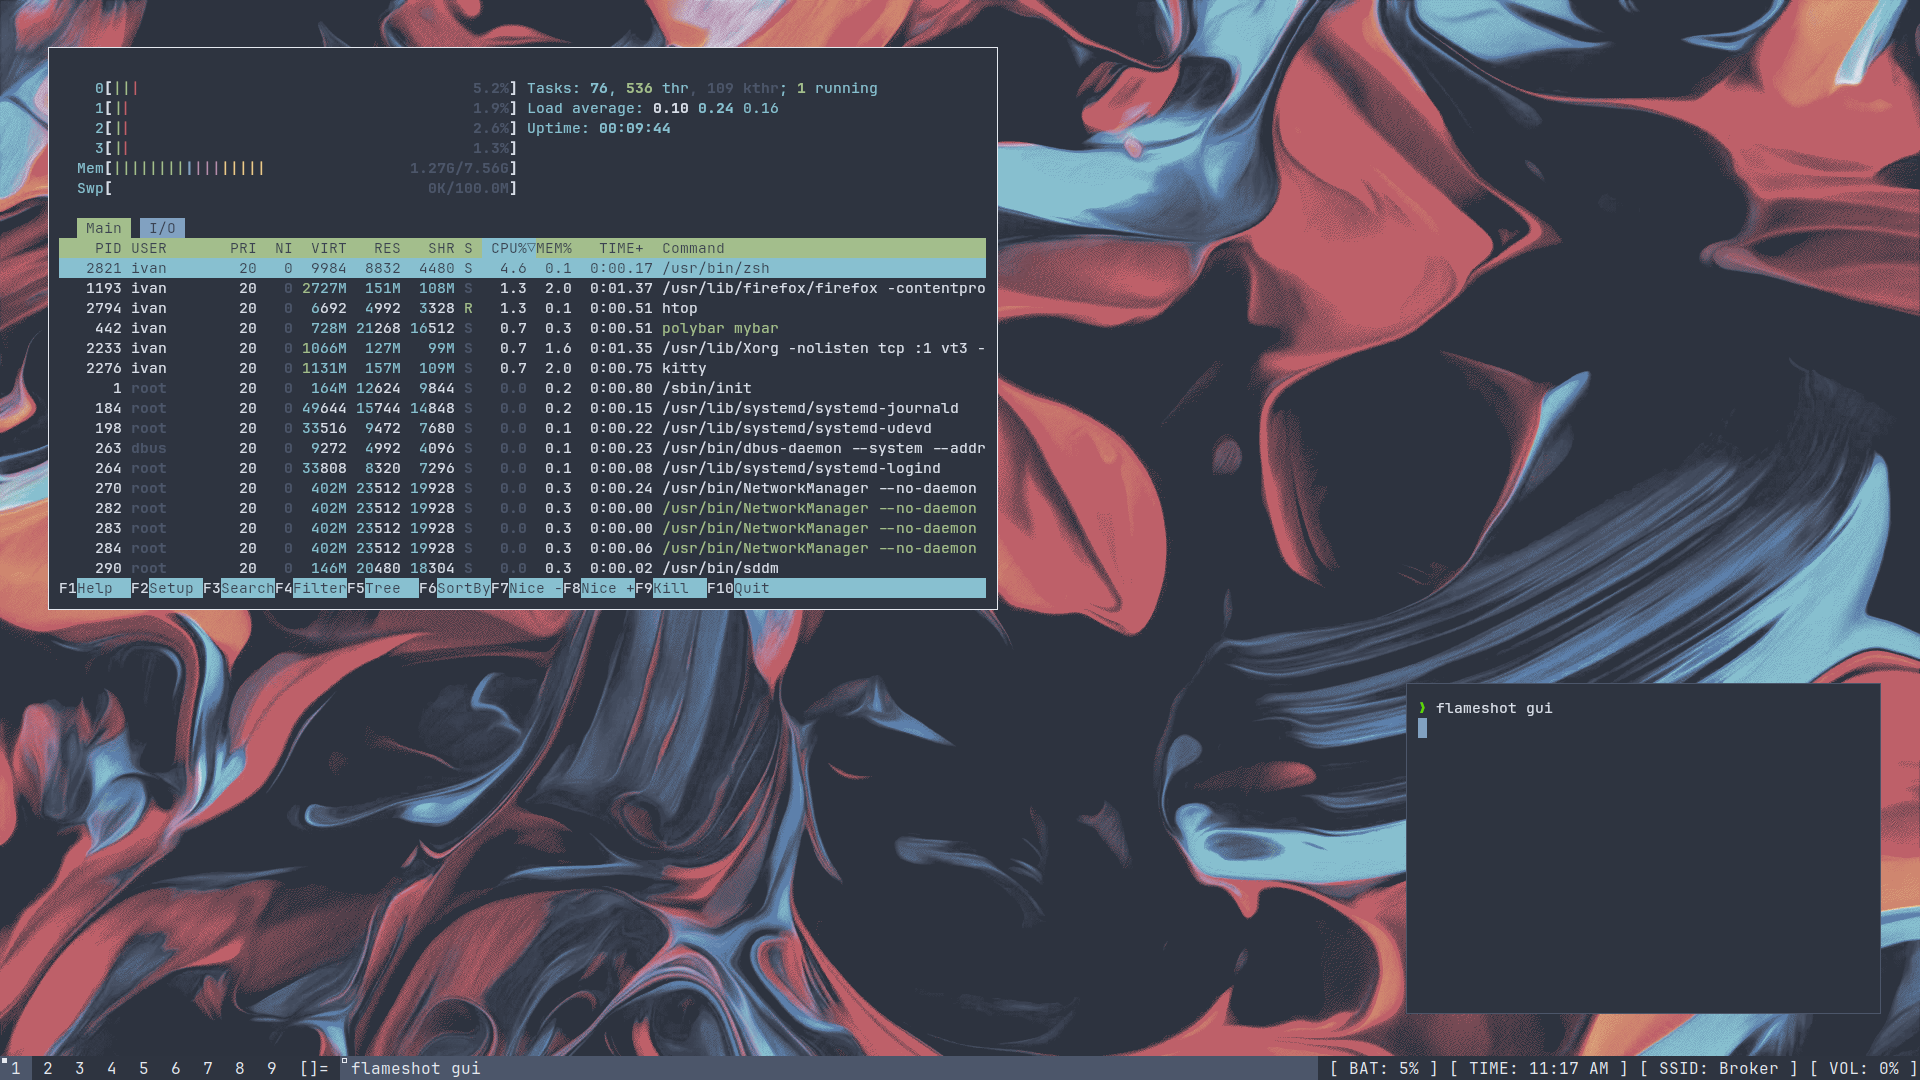 0[||| 5.2%] Tasks: 76, 536 thr, 109 kthr; 1 running
1[|| 1.9%] Load average: 0.10 0.24 0.16
2[|| 2.6%] Uptime: 00:09:44
3[|| 1.3%]
Mem[||||||||||||||||| 1.27G/7.56G]
Swp[ 0K/100.0M]
Main I/O
PID USER PRI NI VIRT RES SHR S CPU%▽MEM% TIME+ Command
2821 ivan 20 0 9984 8832 4480 S 4.6 0.1 0:00.17 /usr/bin/zsh
1193 ivan 20 0 2727M 151M 108M S 1.3 2.0 0:01.37 /usr/lib/firefox/firefox -contentpro
2794 ivan 20 0 6692 4992 3328 R 1.3 0.1 0:00.51 htop
442 ivan 20 0 728M 21268 16512 S 0.7 0.3 0:00.51 polybar mybar
2233 ivan 20 0 1066M 127M 99M S 0.7 1.6 0:01.35 /usr/lib/Xorg -nolisten tcp :1 vt3 -
2276 ivan 20 0 1131M 157M 109M S 0.7 2.0 0:00.75 kitty
1 root 20 0 164M 12624 9844 S 0.0 0.2 0:00.80 /sbin/init
184 root 20 0 49644 15744 14848 S 0.0 0.2 0:00.15 /usr/lib/systemd/systemd-journald
198 root 20 0 33516 9472 7680 S 0.0 0.1 0:00.22 /usr/lib/systemd/systemd-udevd
263 dbus 20 0 9272 4992 4096 S 0.0 0.1 0:00.23 /usr/bin/dbus-daemon --system --addr
264 root 20 0 33808 8320 7296 S 0.0 0.1 0:00.08 /usr/lib/systemd/systemd-logind
270 root 20 0 402M 23512 19928 S 0.0 0.3 0:00.24 /usr/bin/NetworkManager --no-daemon
282 root 20 0 402M 23512 19928 S 0.0 0.3 0:00.00 /usr/bin/NetworkManager --no-daemon
283 root 20 0 402M 23512 19928 S 0.0 0.3 0:00.00 /usr/bin/NetworkManager --no-daemon
284 root 20 0 402M 23512 19928 S 0.0 0.3 0:00.06 /usr/bin/NetworkManager --no-daemon
290 root 20 0 146M 20480 18304 S 0.0 0.3 0:00.02 /usr/bin/sddm
F1Help F2Setup F3SearchF4FilterF5Tree F6SortByF7Nice -F8Nice +F9Kill F10Quit
❯ flameshot gui
1 2 3 4 5 6 7 8 9 []= flameshot gui [ BAT: 5% ] [ TIME: 11:17 AM ] [ SSID: Broker ] [ VOL: 0% ]